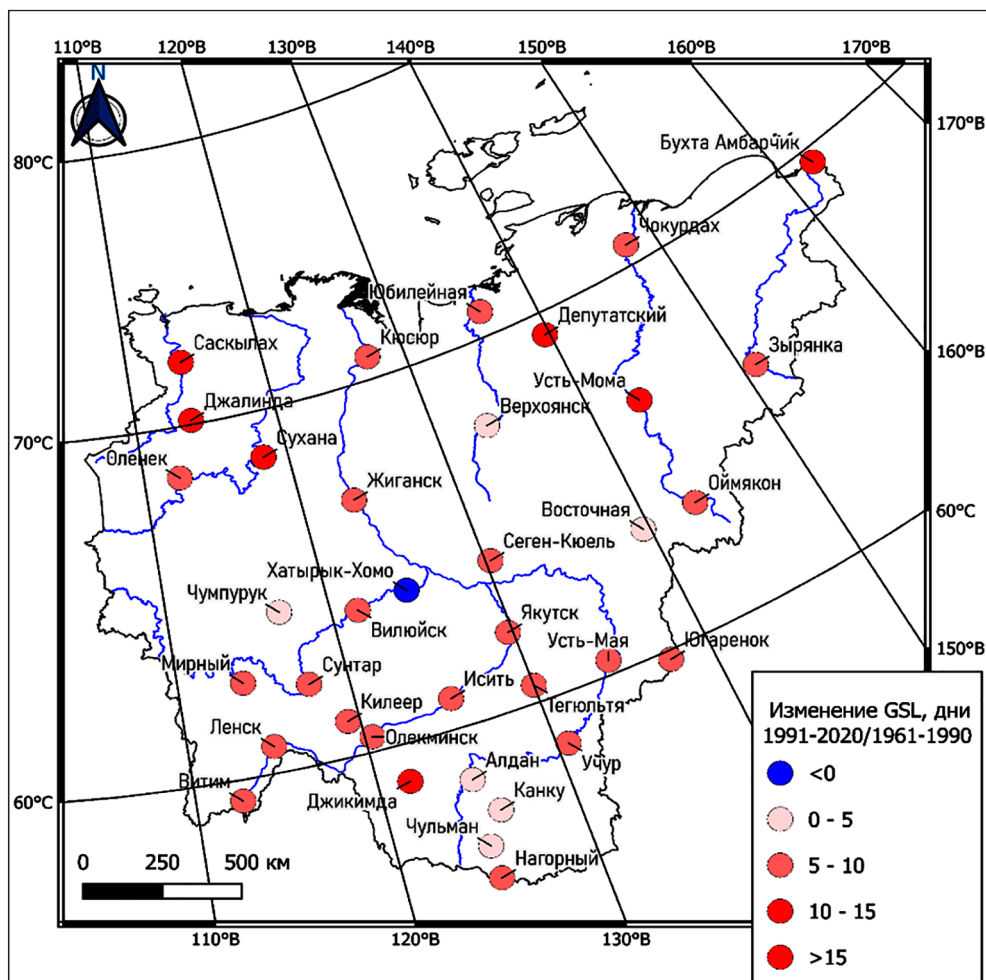 110°В 120°В 130°В 140°В 150°В 160°В 170°В
N
170°В
Бухта Амбарчик
80°С
Чокурдах
Юбилейная
Депутатский
Саскылах
Кюсюр
Зырянка
160°В
Усть-Мома
Джалинда
Верхоянск
70°С
Сухана
Оленек
Жиганск
Оймякон
Восточная
60°С
Сеген-Кюель
Хатырык-Хомо
Чумпурук
Вилюйск
Якутск
Усть-Мая
Югаренок
150°В
Мирный
Сунтар
Исить
Килеер
Тегюльтя
Ленск
Олекминск
Учур
Алдан
Витим
60°С
Джикимда
Канку
Чульман
Нагорный
0 250 500 км
110°В 120°В 130°В
Изменение GSL, дни
1991-2020/1961-1990
<0
0 - 5
5 - 10
10 - 15
>15